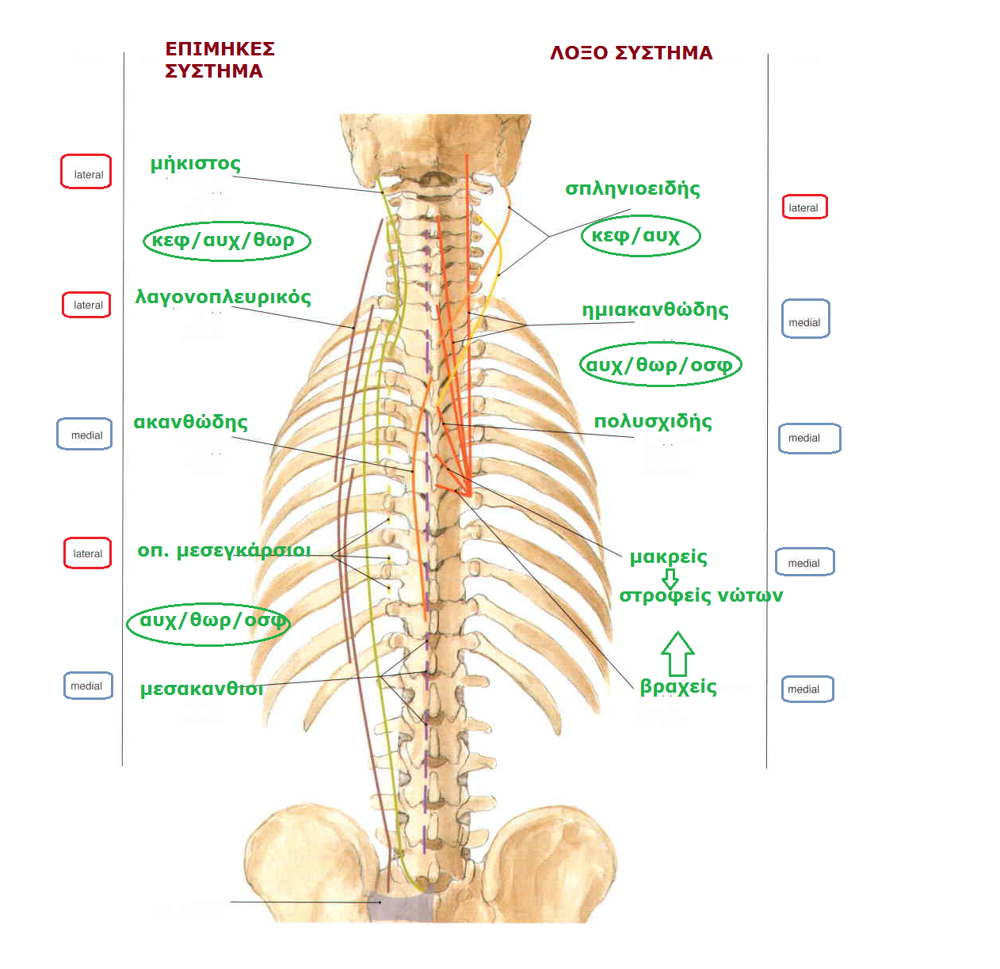 ΕΠΙΜΗΚΕΣ
ΣΥΣΤΗΜΑ
lateral
μήκιστος
κεφ/αυχ/θωρ
lateral
λαγονοπλευρικός
medial
ακανθώδης
lateral
οπ. μεσεγκάρσιοι
αυχ/θωρ/οσφ
medial
μεσακανθιοι
ΛΟΞΟ ΣΥΣΤΗΜΑ
σπληνιοειδής
lateral
κεφ/αυχ
ημιακανθώδης
medial
αυχ/θωρ/οσφ
πολυσχιδής
medial
μακρείς
medial
στροφείς νώτων
βραχείς
medial